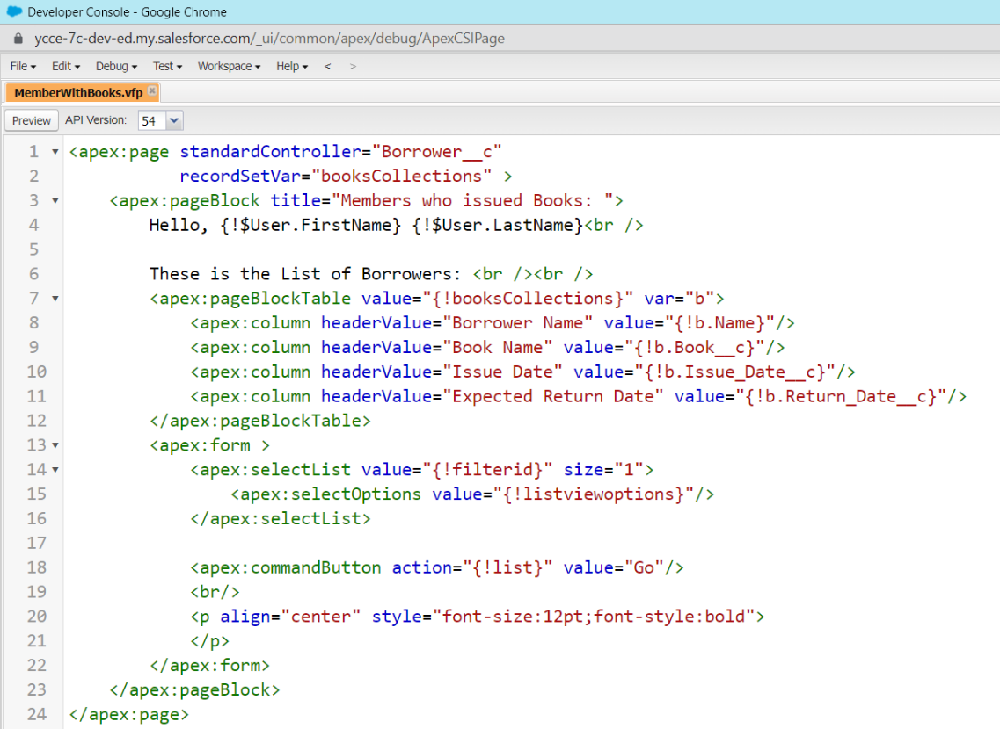 Developer Console - Google Chrome
ycce-7c-dev-ed.my.salesforce.com/_ui/common/apex/debug/ApexCSIPage
File Edit Debug Test Workspace Help < >
MemberWithBooks.vfp
Preview API Version: 54
1 <apex:page standardController="Borrower__c"
2 recordSetVar="booksCollections" >
3 <apex:pageBlock title="Members who issued Books: ">
4 Hello, {!$User.FirstName} {!$User.LastName}<br />
5
6 These is the List of Borrowers: <br /><br />
7 <apex:pageBlockTable value="{!booksCollections}" var="b">
8 <apex:column headerValue="Borrower Name" value="{!b.Name}"/>
9 <apex:column headerValue="Book Name" value="{!b.Book__c}"/>
10 <apex:column headerValue="Issue Date" value="{!b.Issue_Date__c}"/>
11 <apex:column headerValue="Expected Return Date" value="{!b.Return_Date__c}"/>
12 </apex:pageBlockTable>
13 <apex:form >
14 <apex:selectList value="{!filterid}" size="1">
15 <apex:selectOptions value="{!listviewoptions}"/>
16 </apex:selectList>
17
18 <apex:commandButton action="{!list}" value="Go"/>
19 <br/>
20 <p align="center" style="font-size:12pt;font-style:bold">
21 </p>
22 </apex:form>
23 </apex:pageBlock>
24 </apex:page>